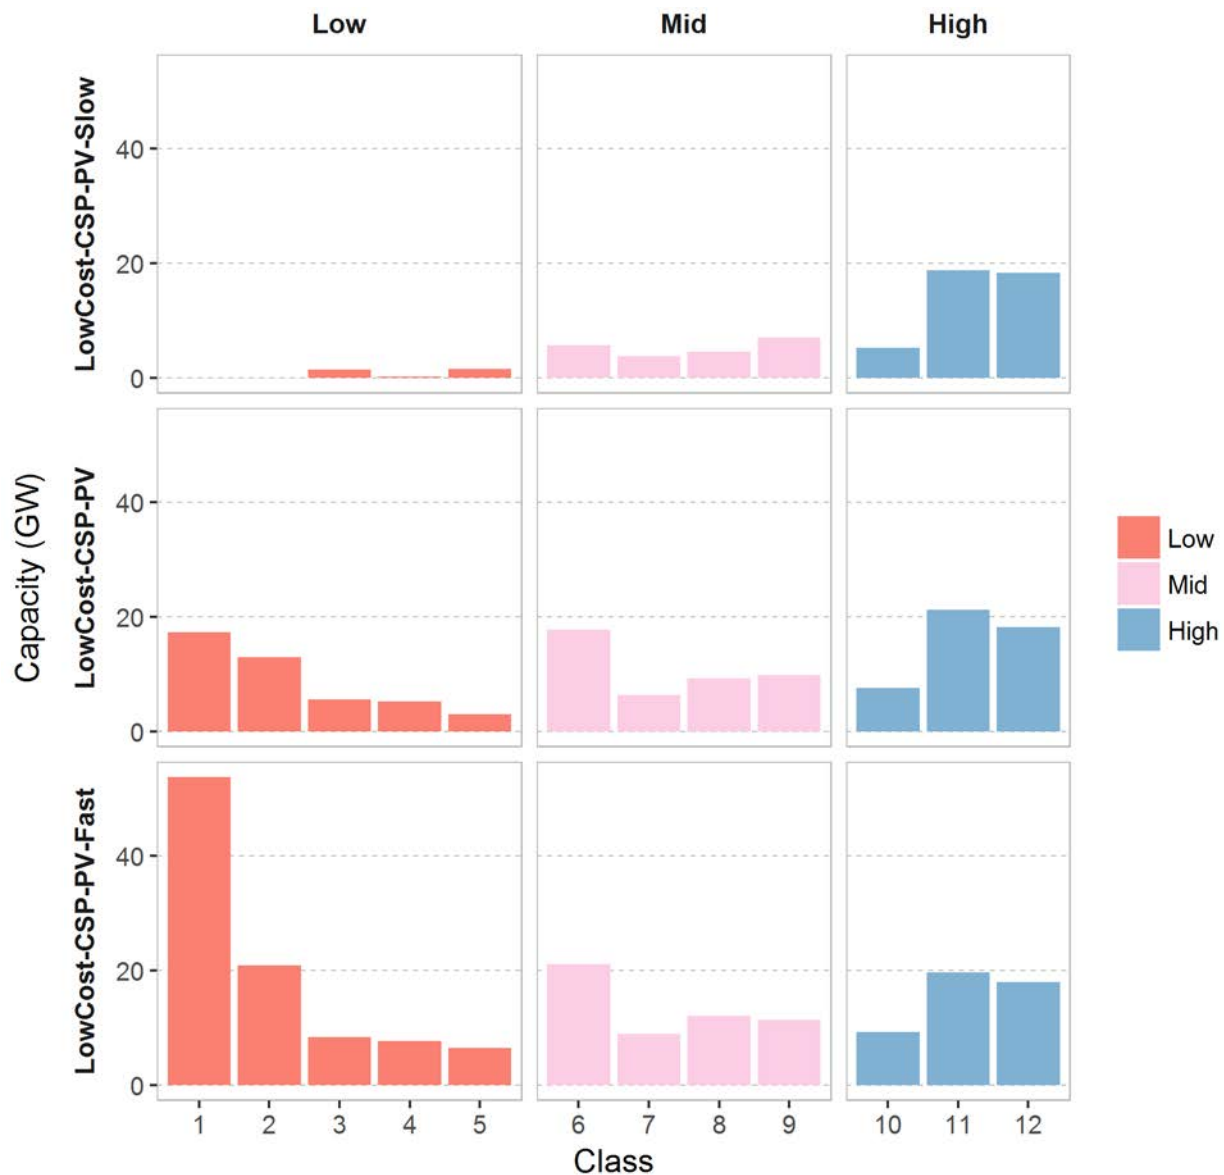 Low
Mid
High
LowCost-CSP-PV-Slow
40
20
0
LowCost-CSP-PV
40
20
0
LowCost-CSP-PV-Fast
40
20
0
Capacity (GW)
1 2 3 4 5 6 7 8 9 10 11 12
Class
Low
Mid
High